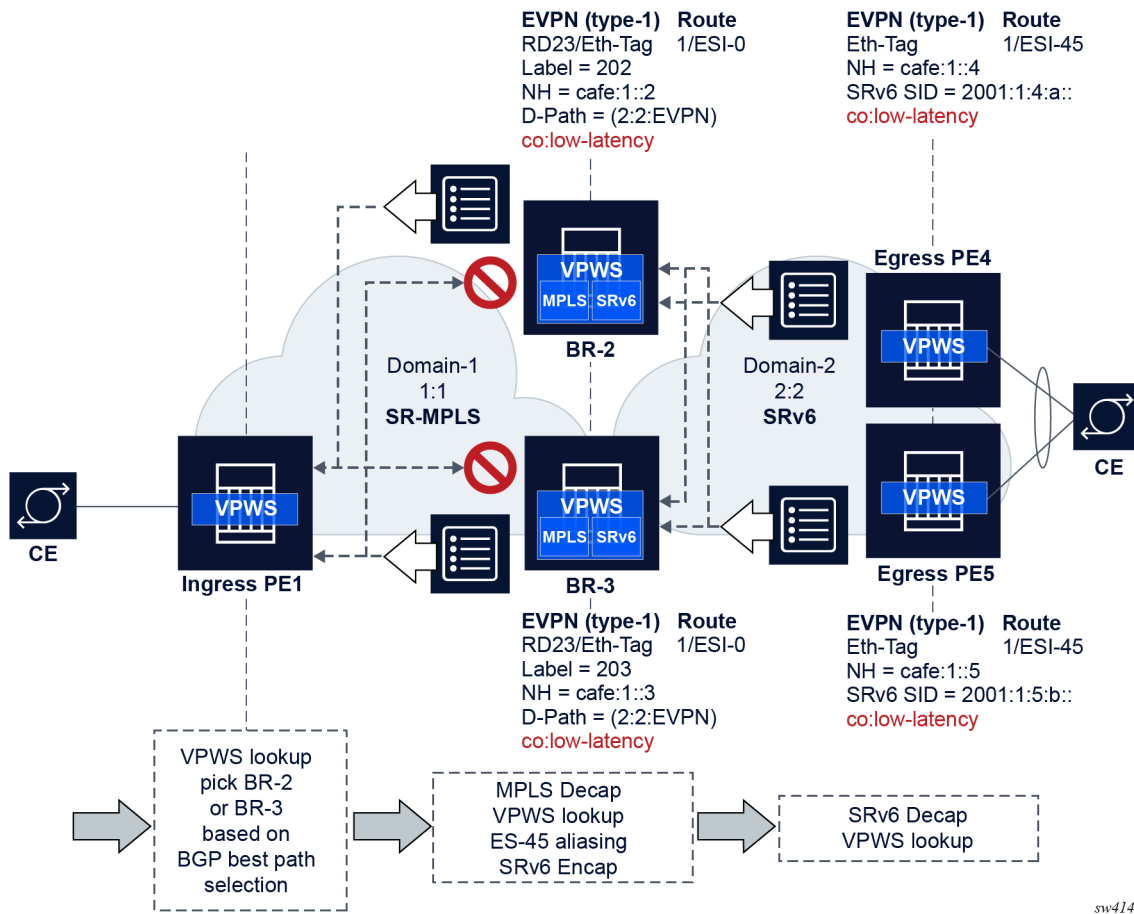 EVPN (type-1) Route
RD23/Eth-Tag 1/ESI-0
Label = 202
NH = cafe:1::2
D-Path = (2:2:EVPN)
co:low-latency
EVPN (type-1) Route
Eth-Tag 1/ESI-45
NH = cafe:1::4
SRv6 SID = 2001:1:4:a::
co:low-latency
VPWS
MPLS SRv6
BR-2
Egress PE4
VPWS
Domain-1
1:1
SR-MPLS
Domain-2
2:2
SRv6
CE
VPWS
Ingress PE1
CE
VPWS
MPLS SRv6
BR-3
VPWS
Egress PE5
EVPN (type-1) Route
RD23/Eth-Tag 1/ESI-0
Label = 203
NH = cafe:1::3
D-Path = (2:2:EVPN)
co:low-latency
EVPN (type-1) Route
Eth-Tag 1/ESI-45
NH = cafe:1::5
SRv6 SID = 2001:1:5:b::
co:low-latency
VPWS lookup
pick BR-2
or BR-3
based on
BGP best path
selection
MPLS Decap
VPWS lookup
ES-45 aliasing
SRv6 Encap
SRv6 Decap
VPWS lookup
sw414